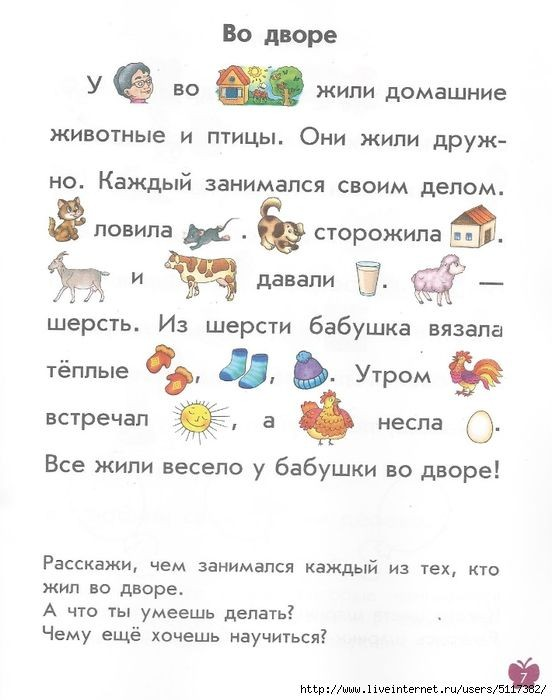 Во дворе
У во жили домашние
животные и птицы. Они жили друж-
но. Каждый занимался своим делом.
ловила . сторожила .
и давали . —
шерсть. Из шерсти бабушка вязала
тёплые , , . Утром
встречал , а несла .
Все жили весело у бабушки во дворе!
Расскажи, чем занимался каждый из тех, кто
жил во дворе.
А что ты умеешь делать?
Чему ещё хочешь научиться?
7
http://www.liveinternet.ru/users/5117382/